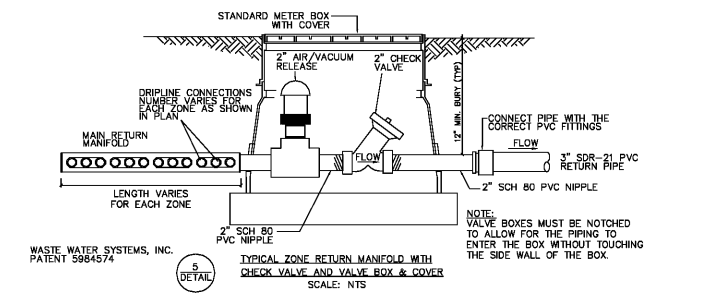 STANDARD METER BOX
WITH COVER
2" AIR/VACUUM
RELEASE
2" CHECK
VALVE
DRIPLINE CONNECTIONS
NUMBER VARIES FOR
EACH ZONE AS SHOWN
IN PLAN
12" MIN. BURY (TYP)
CONNECT PIPE WITH THE
CORRECT PVC FITTINGS
MAIN RETURN
MANIFOLD
FLOW
FLOW
3" SDR-21 PVC
RETURN PIPE
LENGTH VARIES
FOR EACH ZONE
2" SCH 80 PVC NIPPLE
2" SCH 80
PVC NIPPLE
NOTE:
VALVE BOXES MUST BE NOTCHED
TO ALLOW FOR THE PIPING TO
ENTER THE BOX WITHOUT TOUCHING
THE SIDE WALL OF THE BOX.
WASTE WATER SYSTEMS, INC.
PATENT 5984574
5
DETAIL
TYPICAL ZONE RETURN MANIFOLD WITH
CHECK VALVE AND VALVE BOX & COVER
SCALE: NTS